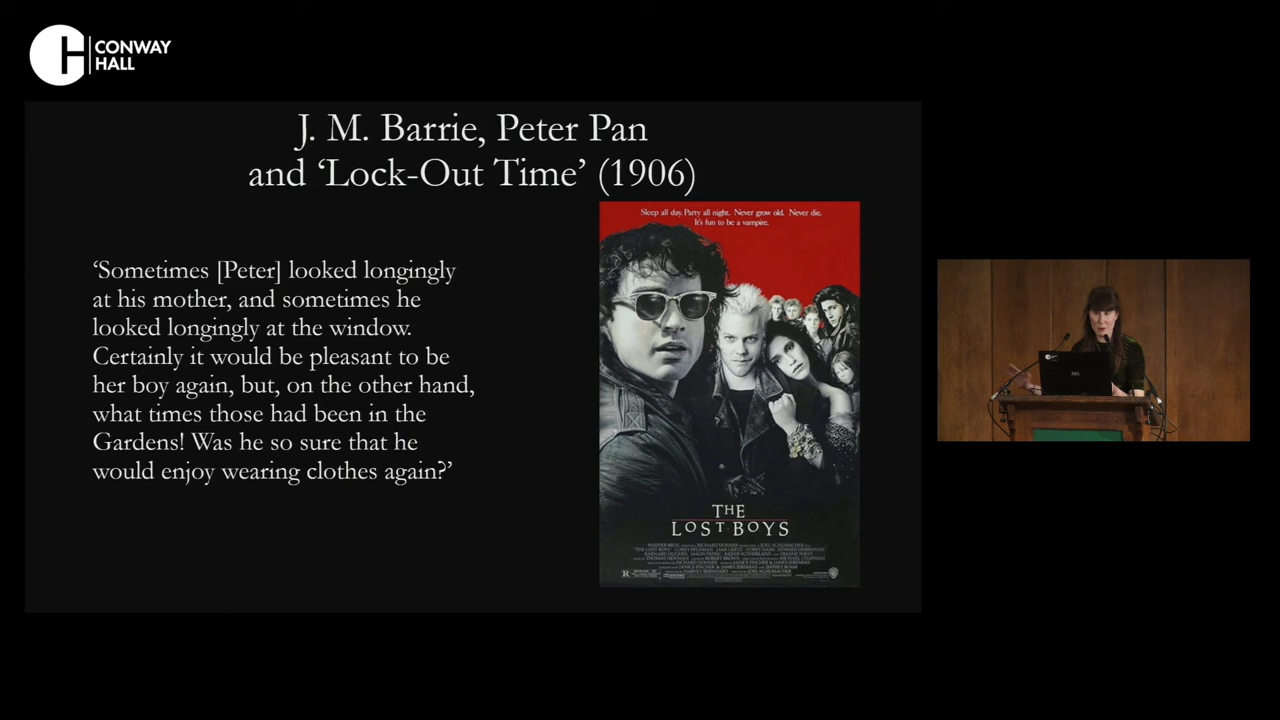 CONWAY
HALL
J. M. Barrie, Peter Pan
and ‘Lock-Out Time’ (1906)
‘Sometimes [Peter] looked longingly
at his mother, and sometimes he
looked longingly at the window.
Certainly it would be pleasant to be
her boy again, but, on the other hand,
what times those had been in the
Gardens! Was he so sure that he
would enjoy wearing clothes again?’
Sleep all day. Party all night. Never grow old. Never die.
It's fun to be a vampire.
THE
LOST BOYS